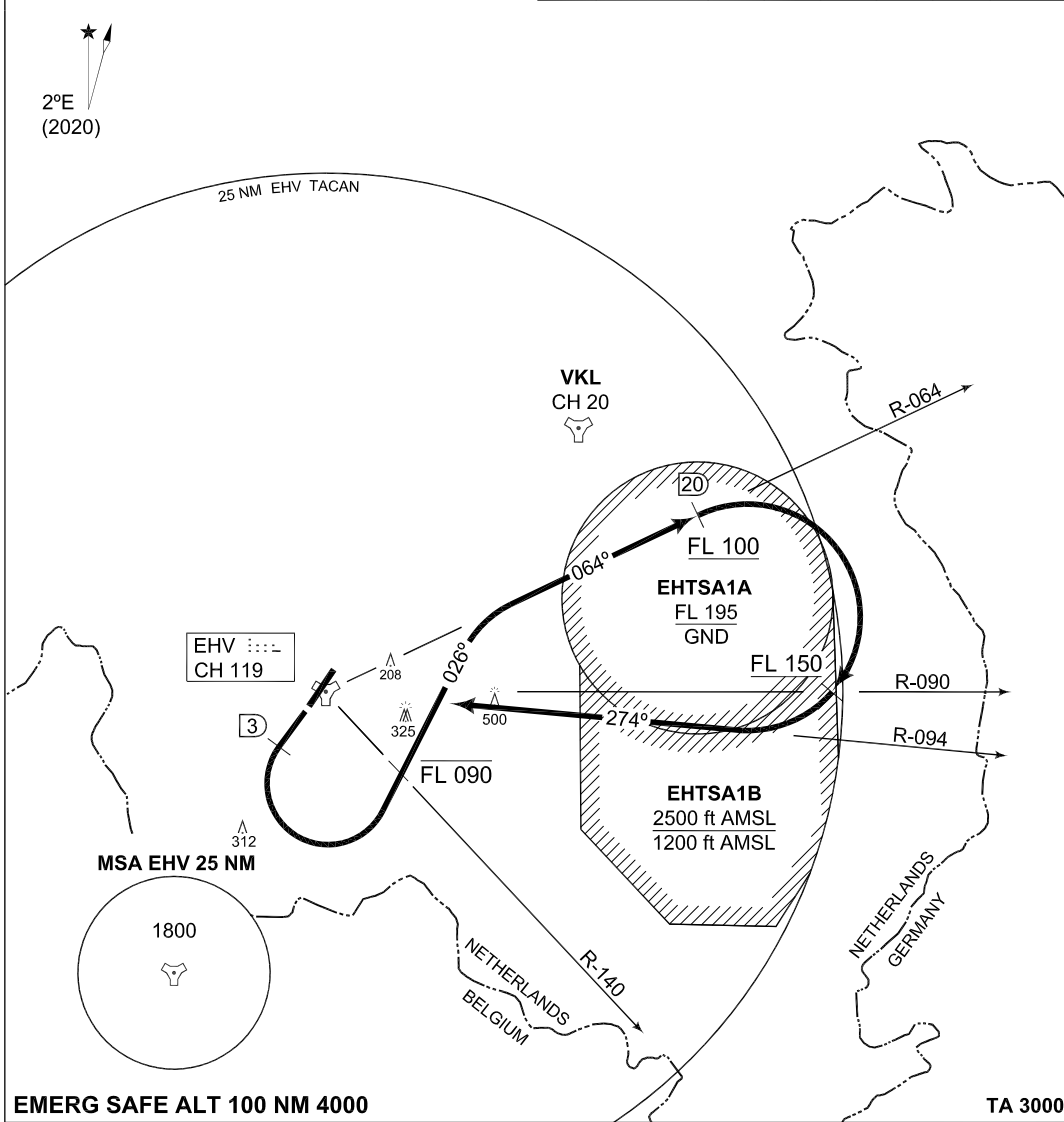 2ºE
(2020)
25 NM EHV TACAN
VKL
CH 20
R-064
20
FL 100
064º
EHTSA1A
FL 195
GND
EHV
CH 119
208
026º
FL 150
R-090
500
274º
325
3
R-094
FL 090
EHTSA1B
2500 ft AMSL
1200 ft AMSL
312
MSA EHV 25 NM
1800
NETHERLANDS
GERMANY
R-140
NETHERLANDS
BELGIUM
EMERG SAFE ALT 100 NM 4000
TA 3000